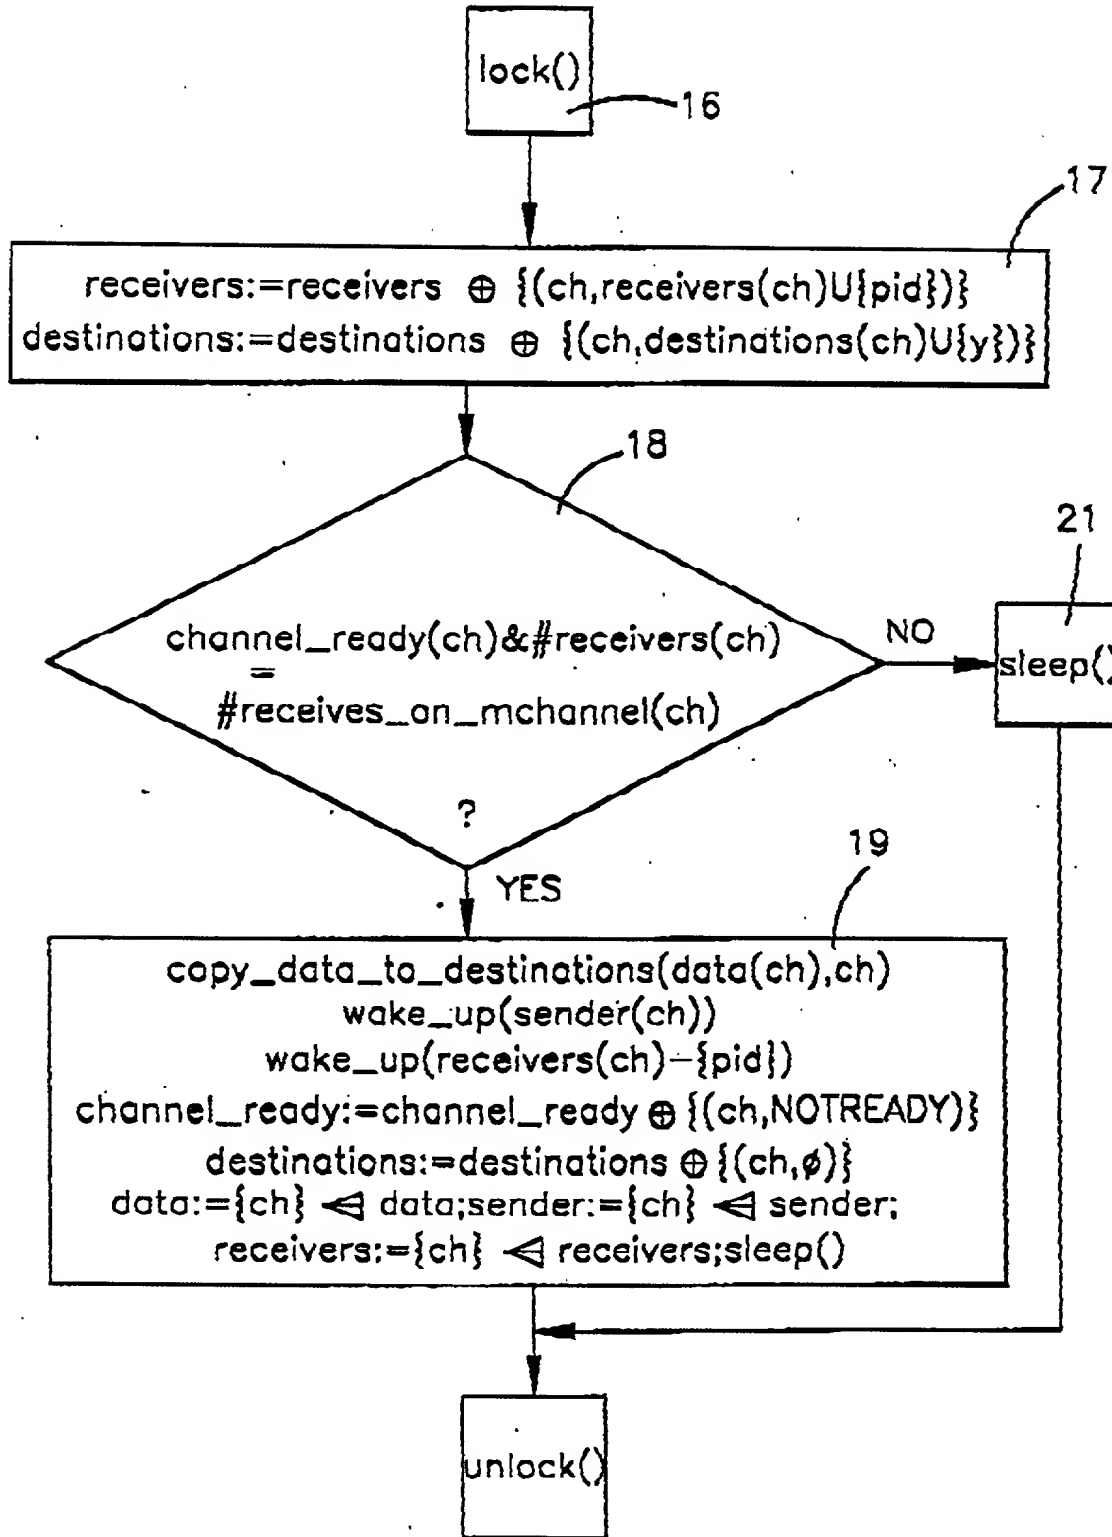 lock()
16
17
receivers:=receivers ⊕ {(ch,receivers(ch)U{pid})}
destinations:=destinations ⊕ {(ch,destinations(ch)U{y})}
18
channel_ready(ch)&#receivers(ch)
=
#receives_on_mchannel(ch)
?
NO
21
sleep()
YES
19
copy_data_to_destinations(data(ch),ch)
wake_up(sender(ch))
wake_up(receivers(ch)-{pid})
channel_ready:=channel_ready ⊕ {(ch,NOTREADY)}
destinations:=destinations ⊕ {(ch,ø)}
data:={ch} ⩤ data;sender:={ch} ⩤ sender;
receivers:={ch} ⩤ receivers;sleep()
unlock()